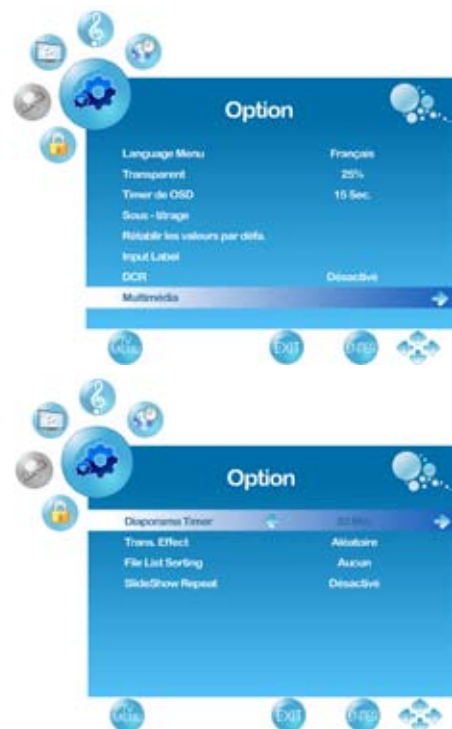 Option
Language Menu Français
Transparent 25%
Timer de OSD 15 Sec.
Sous - titrage
Rétablir les valeurs par défa.
Input Label
DCR Désactivé
Multimédia
MENU EXIT ENTER
Option
Diaporama Timer
Trans. Effect Aléatoire
File List Sorting Aucun
SlideShow Repeat Désactivé
MENU EXIT ENTER